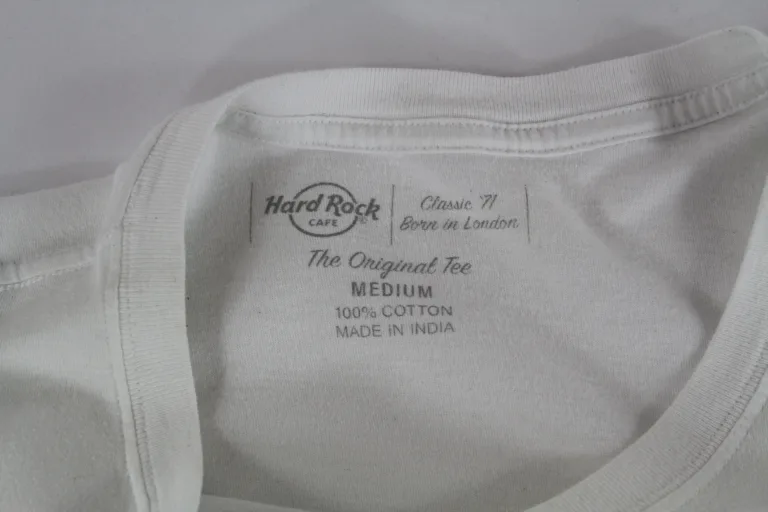 Hard Rock
CAFE
®
Classic '71
Born in London
The Original Tee
MEDIUM
100% COTTON
MADE IN INDIA